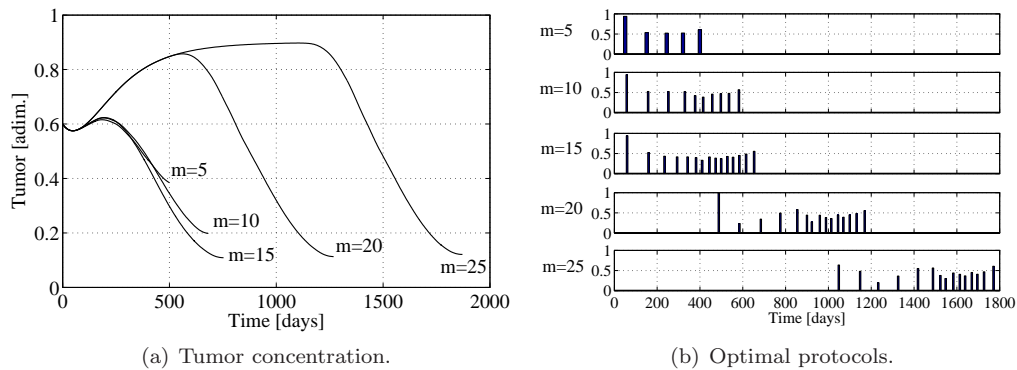 1
0.8
0.6
0.4
0.2
0
Tumor [adim.]
m=5
m=10
m=15
m=20
m=25
0 500 1000 1500 2000
Time [days]
(a) Tumor concentration.
m=5
1
0.5
0
m=10
1
0.5
0
m=15
1
0.5
0
m=20
1
0.5
0
m=25
1
0.5
0
0 200 400 600 800 1000 1200 1400 1600 1800
Time [days]
(b) Optimal protocols.